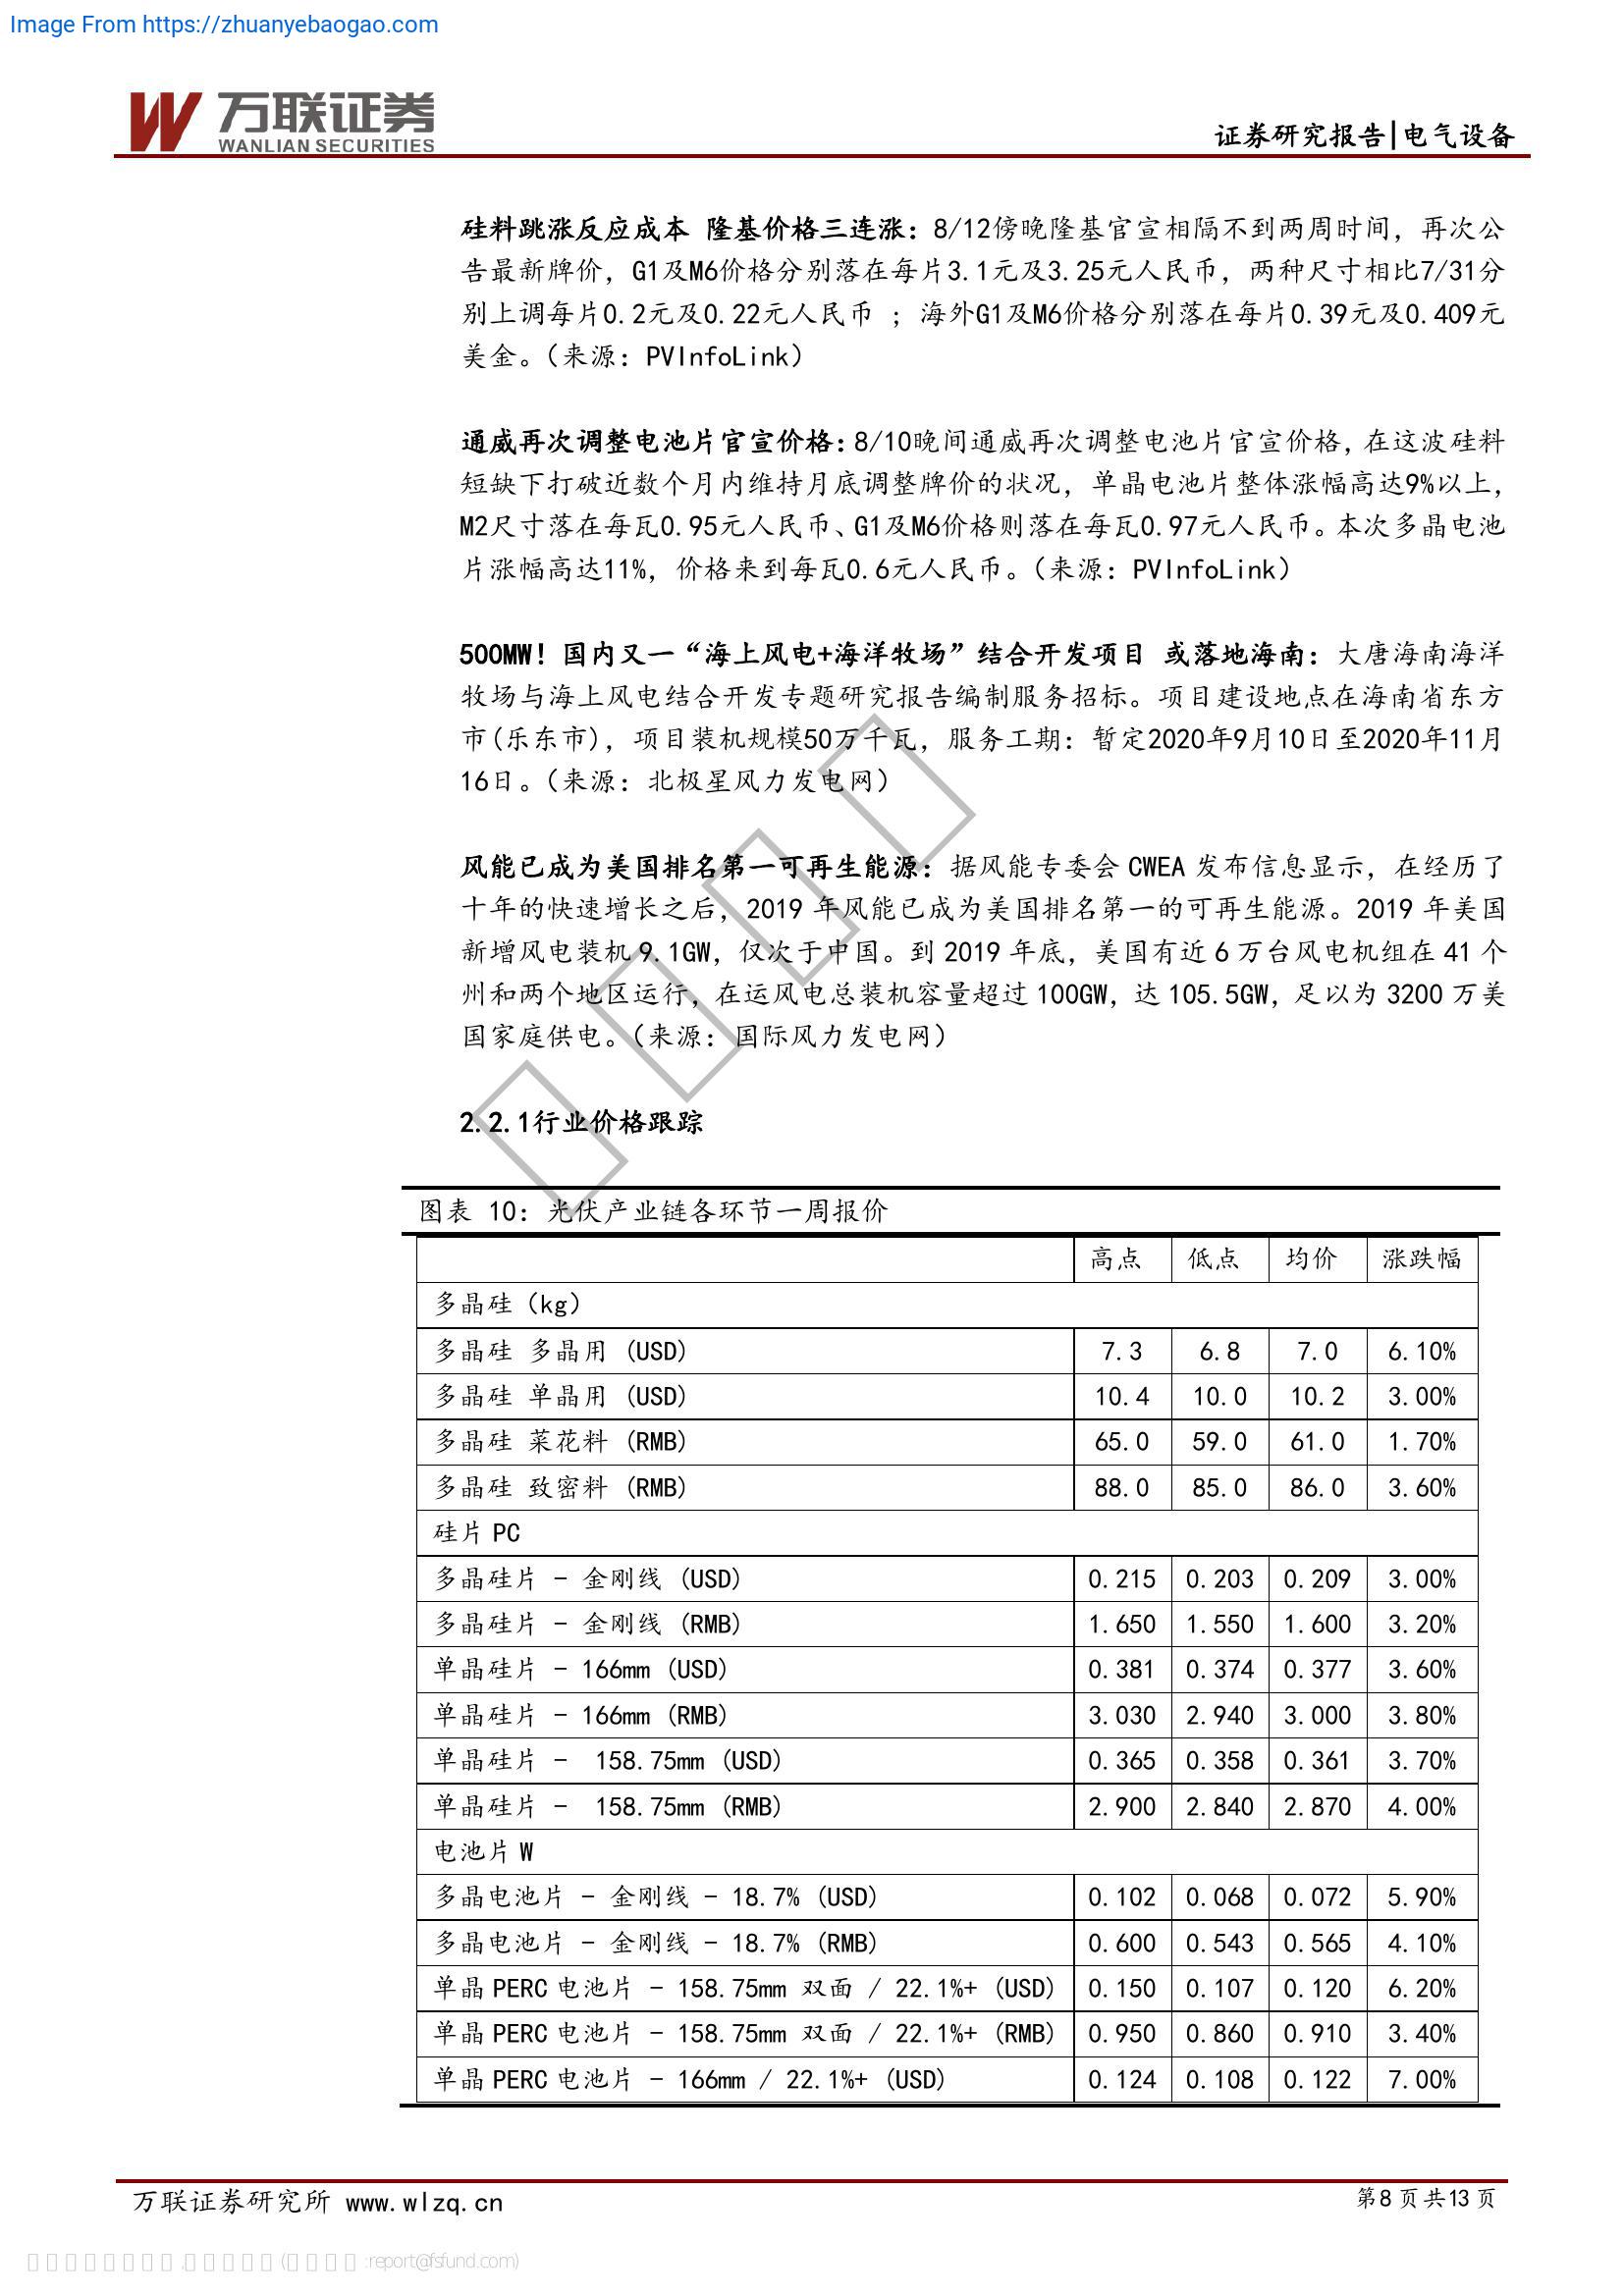 Image From https://zhuanyebaogao.com
万联证券
WANLIAN SECURITIES
证券研究报告|电气设备
硅料跳涨反应成本 隆基价格三连涨：8/12傍晚隆基官宣相隔不到两周时间，再次公
告最新牌价，G1及M6价格分别落在每片3.1元及3.25元人民币，两种尺寸相比7/31分
别上调每片0.2元及0.22元人民币 ；海外G1及M6价格分别落在每片0.39元及0.409元
美金。（来源：PVInfoLink）
通威再次调整电池片官宣价格：8/10晚间通威再次调整电池片官宣价格，在这波硅料
短缺下打破近数个月内维持月底调整牌价的状况，单晶电池片整体涨幅高达9%以上，
M2尺寸落在每瓦0.95元人民币、G1及M6价格则落在每瓦0.97元人民币。本次多晶电池
片涨幅高达11%，价格来到每瓦0.6元人民币。（来源：PVInfoLink）
500MW！国内又一“海上风电+海洋牧场”结合开发项目 或落地海南：大唐海南海洋
牧场与海上风电结合开发专题研究报告编制服务招标。项目建设地点在海南省东方
市(乐东市)，项目装机规模50万千瓦，服务工期：暂定2020年9月10日至2020年11月
16日。（来源：北极星风力发电网）
风能已成为美国排名第一可再生能源：据风能专委会 CWEA 发布信息显示，在经历了
十年的快速增长之后，2019 年风能已成为美国排名第一的可再生能源。2019 年美国
新增风电装机 9.1GW，仅次于中国。到 2019 年底，美国有近 6 万台风电机组在 41 个
州和两个地区运行，在运风电总装机容量超过 100GW，达 105.5GW，足以为 3200 万美
国家庭供电。（来源：国际风力发电网）
2.2.1行业价格跟踪
图表 10：光伏产业链各环节一周报价
高点 低点 均价 涨跌幅
多晶硅（kg）
多晶硅 多晶用 (USD) 7.3 6.8 7.0 6.10%
多晶硅 单晶用 (USD) 10.4 10.0 10.2 3.00%
多晶硅 菜花料 (RMB) 65.0 59.0 61.0 1.70%
多晶硅 致密料 (RMB) 88.0 85.0 86.0 3.60%
硅片 PC
多晶硅片 - 金刚线 (USD) 0.215 0.203 0.209 3.00%
多晶硅片 - 金刚线 (RMB) 1.650 1.550 1.600 3.20%
单晶硅片 - 166mm (USD) 0.381 0.374 0.377 3.60%
单晶硅片 - 166mm (RMB) 3.030 2.940 3.000 3.80%
单晶硅片 - 158.75mm (USD) 0.365 0.358 0.361 3.70%
单晶硅片 - 158.75mm (RMB) 2.900 2.840 2.870 4.00%
电池片 W
多晶电池片 - 金刚线 - 18.7% (USD) 0.102 0.068 0.072 5.90%
多晶电池片 - 金刚线 - 18.7% (RMB) 0.600 0.543 0.565 4.10%
单晶 PERC 电池片 - 158.75mm 双面 / 22.1%+ (USD) 0.150 0.107 0.120 6.20%
单晶 PERC 电池片 - 158.75mm 双面 / 22.1%+ (RMB) 0.950 0.860 0.910 3.40%
单晶 PERC 电池片 - 166mm / 22.1%+ (USD) 0.124 0.108 0.122 7.00%
万联证券研究所 www.wlzq.cn
第8页共13页
:report@fsfund.com)